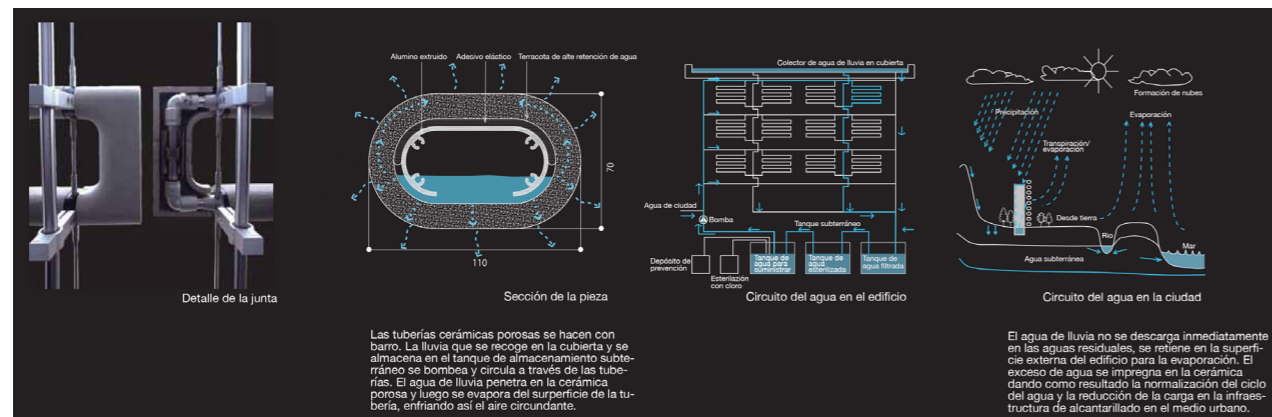 Detalle de la junta
Alumino extruido
Adesivo elástico
Terracota de alte retención de agua
70
110
Sección de la pieza
Colector de agua de lluvia en cubierta
Agua de ciudad
Bomba
Tanque subterráneo
Depósito de
prevención
Esterilación
con cloro
Tanque de
agua para
suministrar
Tanque de
agua
esterilizada
Tanque de
agua filtrada
Circuito del agua en el edificio
Formación de nubes
Precipitación
Evaporación
Transpiración/
evaporación
Desde tierra
Rio
Mar
Agua subterránea
Circuito del agua en la ciudad
Las tuberías cerámicas porosas se hacen con
barro. La lluvia que se recoge en la cubierta y se
almacena en el tanque de almacenamiento subte-
rráneo se bombea y circula a través de las tube-
rías. El agua de lluvia penetra en la cerámica
porosa y luego se evapora del surperficie de la tu-
bería, enfriando así el aire circundante.
El agua de lluvia no se descarga inmediatamente
en las aguas residuales, se retiene en la superfi-
cie externa del edificio para la evaporación. El
exceso de agua se impregna en la cerámica
dando como resultado la normalización del ciclo
del agua y la reducción de la carga en la infraes-
tructura de alcantarillado en el medio urbano.